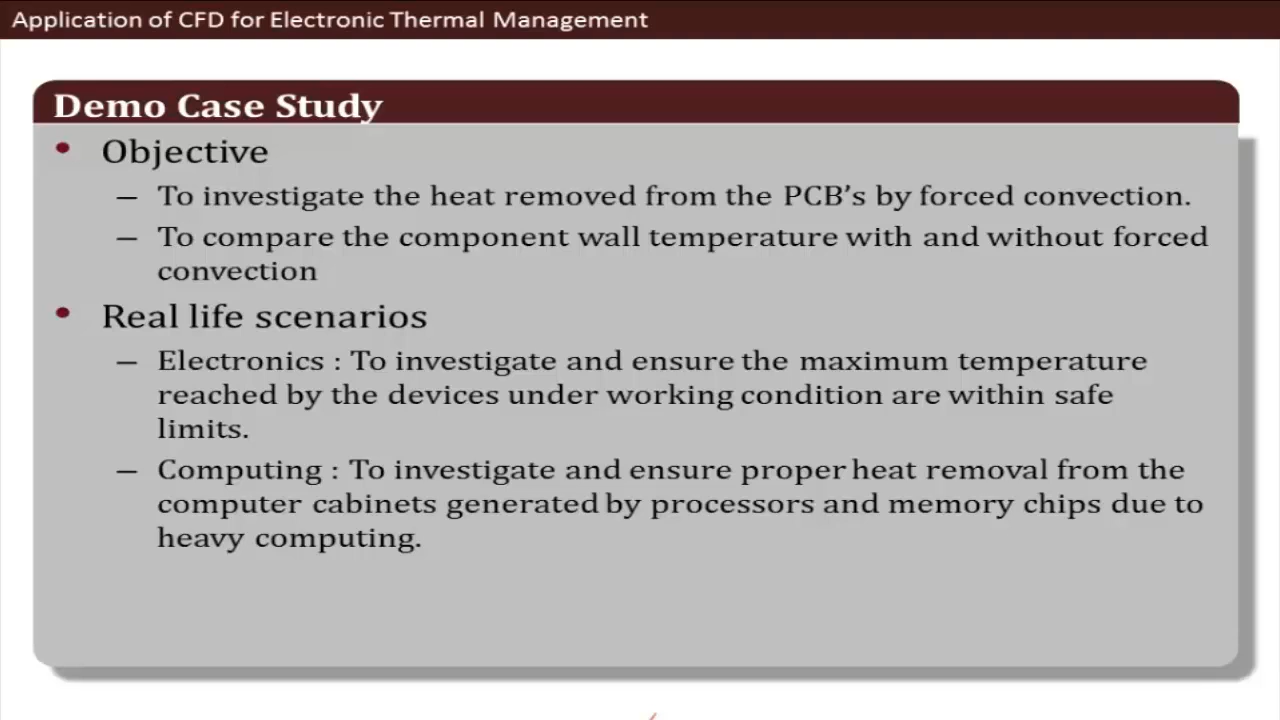 Application of CFD for Electronic Thermal Management
Demo Case Study
• Objective
– To investigate the heat removed from the PCB's by forced convection.
– To compare the component wall temperature with and without forced
convection
• Real life scenarios
– Electronics : To investigate and ensure the maximum temperature
reached by the devices under working condition are within safe
limits.
– Computing : To investigate and ensure proper heat removal from the
computer cabinets generated by processors and memory chips due to
heavy computing.